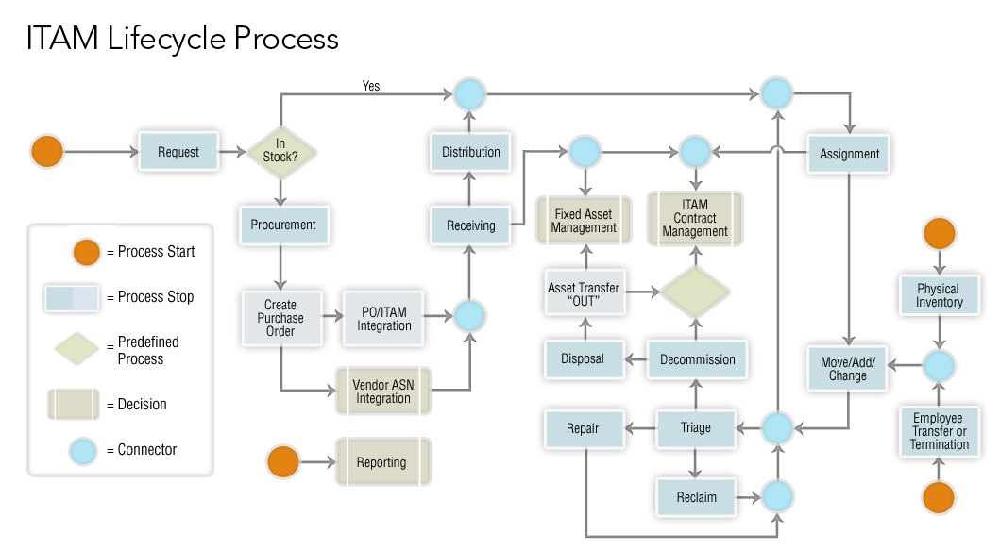 ITAM Lifecycle Process
Yes
In
Stock?
Request
Distribution
Assignment
Procurement
Receiving
Fixed Asset
Management
ITAM
Contract
Management
= Process Start
= Process Stop
= Predefined
Process
= Decision
= Connector
Create
Purchase
Order
PO/ITAM
Integration
Asset Transfer
“OUT”
Physical
Inventory
Vendor ASN
Integration
Disposal
Decommission
Move/Add/
Change
Repair
Triage
Employee
Transfer or
Termination
Reporting
Reclaim